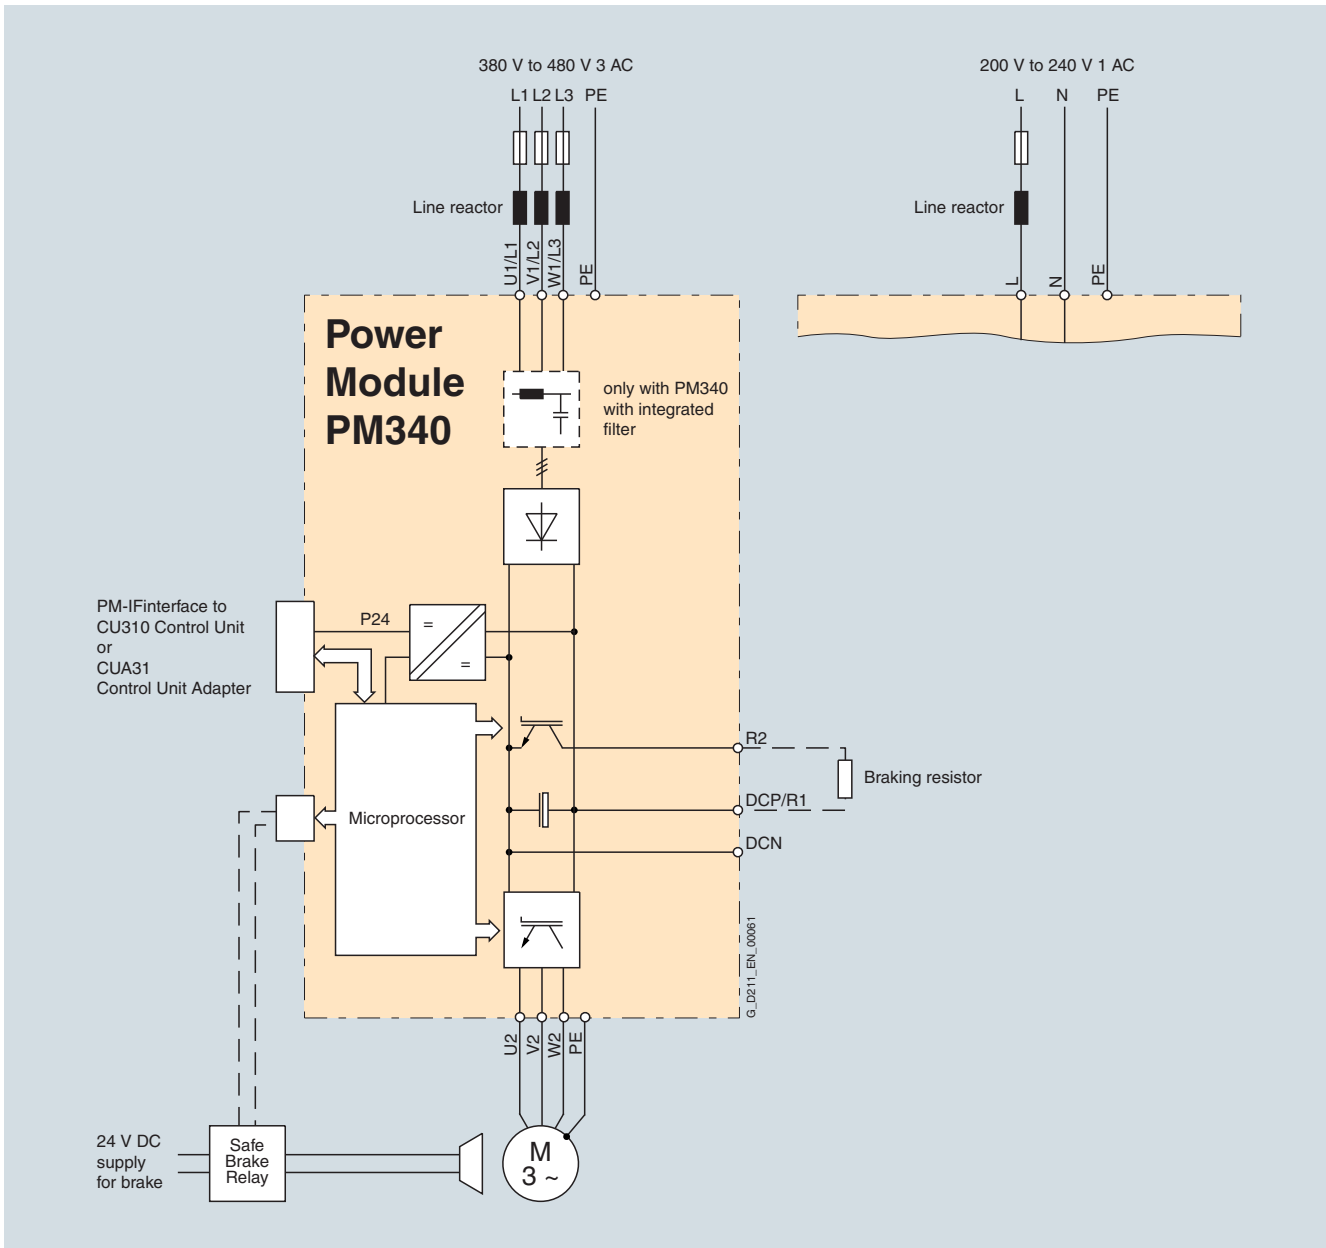 380 V to 480 V 3 AC
L1 L2 L3 PE
Line reactor
U1/L1
V1/L2
W1/L3
PE
200 V to 240 V 1 AC
L N PE
Line reactor
L
N
PE
Power
Module
PM340
only with PM340
with integrated
filter
PM-IFinterface to
CU310 Control Unit
or
CUA31
Control Unit Adapter
P24
=
=
R2
Braking resistor
DCP/R1
DCN
Microprocessor
G_D211_EN_00061
U2
V2
W2
PE
24 V DC
supply
for brake
Safe
Brake
Relay
M
3 ~